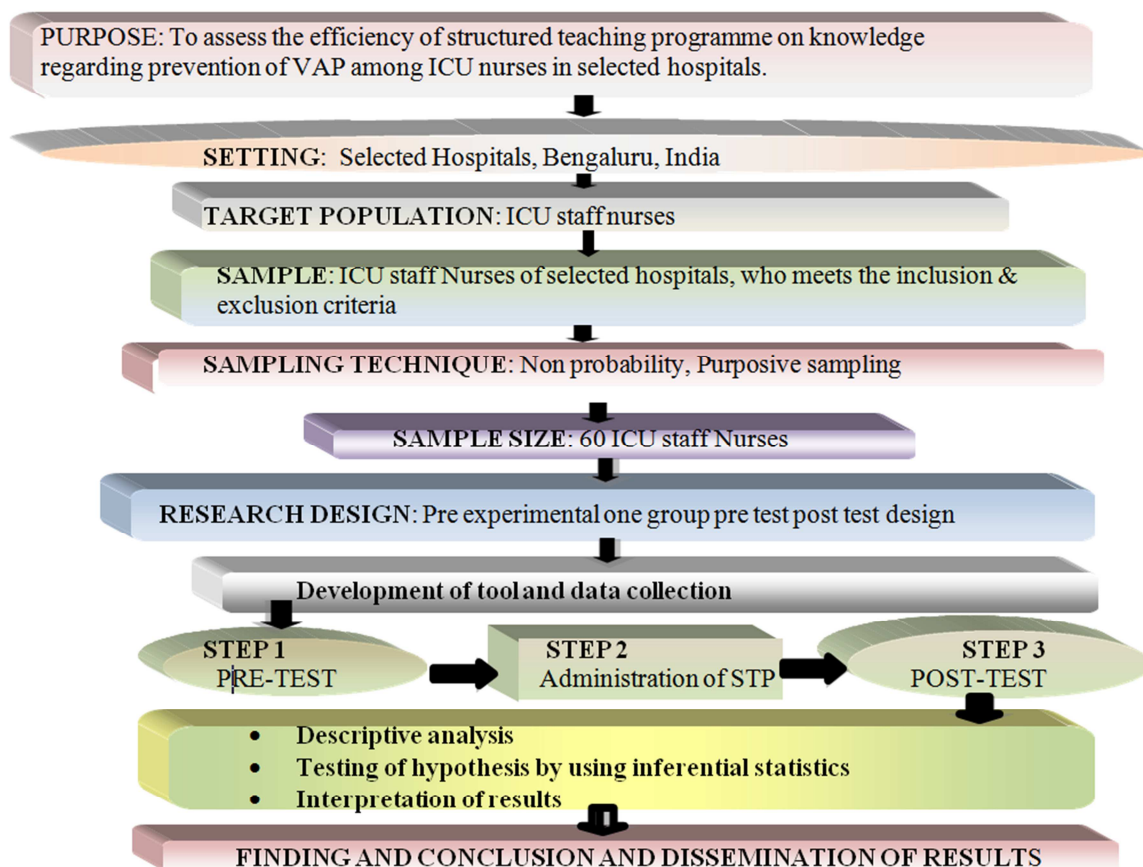 PURPOSE: To assess the efficiency of structured teaching programme on knowledge
regarding prevention of VAP among ICU nurses in selected hospitals.
SETTING: Selected Hospitals, Bengaluru, India
TARGET POPULATION: ICU staff nurses
SAMPLE: ICU staff Nurses of selected hospitals, who meets the inclusion &
exclusion criteria
SAMPLING TECHNIQUE: Non probability, Purposive sampling
SAMPLE SIZE: 60 ICU staff Nurses
RESEARCH DESIGN: Pre experimental one group pre test post test design
Development of tool and data collection
STEP 1
PRE-TEST
STEP 2
Administration of STP
STEP 3
POST-TEST
• Descriptive analysis
• Testing of hypothesis by using inferential statistics
• Interpretation of results
FINDING AND CONCLUSION AND DISSEMINATION OF RESULTS